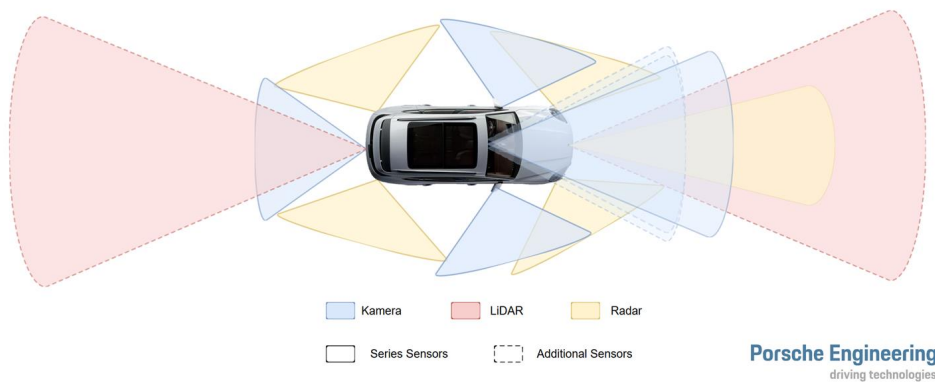 Kamera
LiDAR
Radar
Series Sensors
Additional Sensors
Porsche Engineering
driving technologies